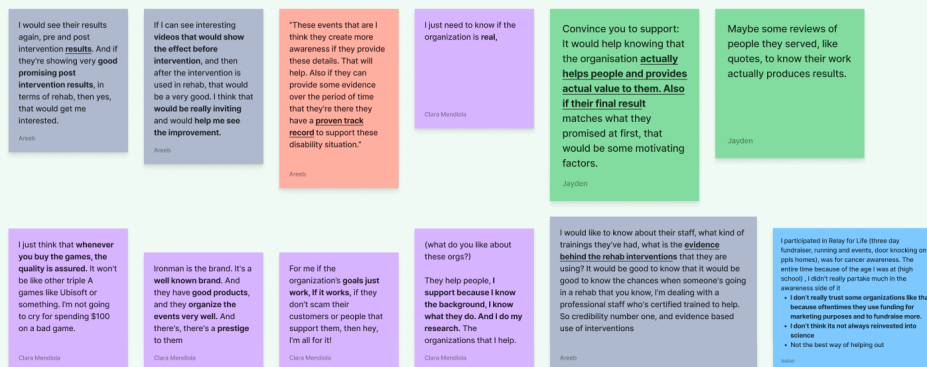 I would see their results
again, pre and post
intervention results. And if
they're showing very good
promising post
intervention results, in
terms of rehab, then yes,
that would get me
interested.
Areeb
If I can see interesting
videos that would show
the effect before
intervention, and then
after the intervention is
used in rehab, that would
be a very good. I think that
would be really inviting
and would help me see
the improvement.
Areeb
"These events that are I
think they create more
awareness if they provide
these details. That will
help. Also if they can
provide some evidence
over the period of time
that they're there they
have a proven track
record to support these
disability situation."
Areeb
I just need to know if the
organization is real,
Clara Mendiola
Convince you to support:
It would help knowing that
the organisation actually
helps people and provides
actual value to them. Also
if their final result
matches what they
promised at first, that
would be some motivating
factors.
Jayden
Maybe some reviews of
people they served, like
quotes, to know their work
actually produces results.
Jayden
I just think that whenever
you buy the games, the
quality is assured. It won't
be like other triple A
games like Ubisoft or
something. I'm not going
to cry for spending $100
on a bad game.
Clara Mendiola
Ironman is the brand. It's a
well known brand. And
they have good products,
and they organize the
events very well. And
there's, there's a prestige
to them
Clara Mendiola
For me if the
organization's goals just
work, If it works, if they
don't scam their
customers or people that
support them, then hey,
I'm all for it!
Clara Mendiola
(what do you like about
these orgs?)
They help people, I
support because I know
the background, I know
what they do. And I do my
research. The
organizations that I help.
Clara Mendiola
I would like to know about their staff, what kind of
trainings they've had, what is the evidence
behind the rehab interventions that they are
using? It would be good to know that it would be
good to know the chances when someone's going
in a rehab that you know, I'm dealing with a
professional staff who's certified trained to help.
So credibility number one, and evidence based
use of interventions
Areeb
I participated in Relay for Life (three day
fundraiser, running and events, door knocking on
ppls homes), was for cancer awareness. The
entire time because of the age I was at (high
school) , I didn't really partake much in the
awareness side of it
• I don't really trust some organizations like tha
because oftentimes they use funding for
marketing purposes and to fundraise more.
• I don't think its not always reinvested into
science
• Not the best way of helping out